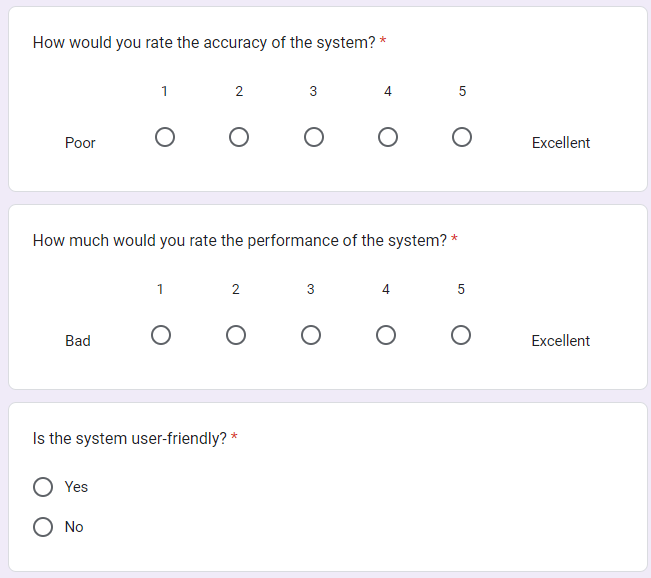 How would you rate the accuracy of the system? *
1 2 3 4 5
Poor Excellent
How much would you rate the performance of the system? *
1 2 3 4 5
Bad Excellent
Is the system user-friendly? *
Yes
No